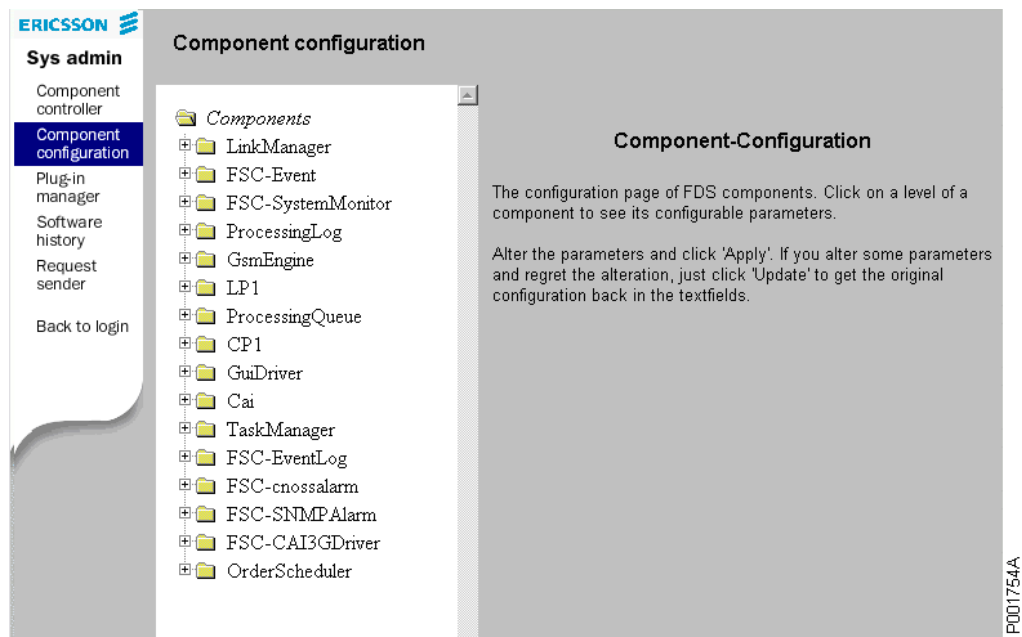 ERICSSON
Sys admin
Component
controller
Component
configuration
Plug-in
manager
Software
history
Request
sender
Back to login
Component configuration
Components
LinkManager
FSC-Event
FSC-SystemMonitor
ProcessingLog
GsmEngine
LP1
ProcessingQueue
CP1
GuiDriver
Cai
TaskManager
FSC-EventLog
FSC-cnossalarm
FSC-SNMPAlarm
FSC-CAI3GDriver
OrderScheduler
Component-Configuration
The configuration page of FDS components. Click on a level of a
component to see its configurable parameters.
Alter the parameters and click 'Apply'. If you alter some parameters
and regret the alteration, just click 'Update' to get the original
configuration back in the textfields.
P001754A